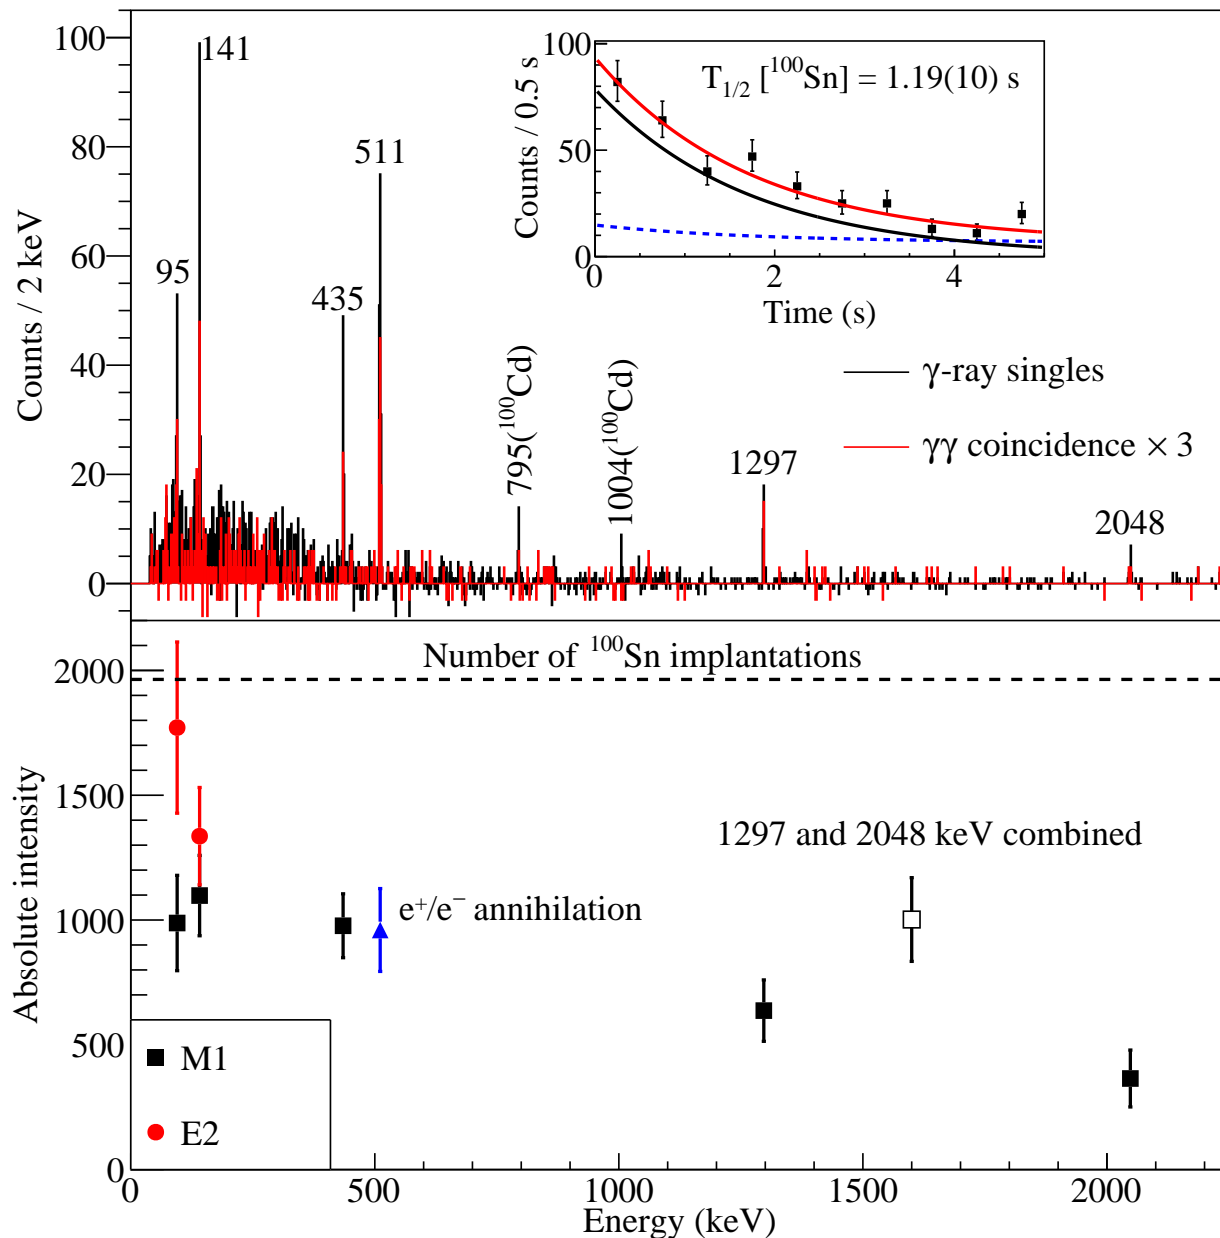 100
80
60
40
20
0
Counts / 2 keV
95
141
435
511
795(¹⁰⁰Cd)
1004(¹⁰⁰Cd)
1297
2048
100
50
0
2
4
Counts / 0.5 s
Time (s)
T₁/₂ [¹⁰⁰Sn] = 1.19(10) s
γ-ray singles
γγ coincidence × 3
Number of ¹⁰⁰Sn implantations
2000
1500
1000
500
0
Absolute intensity
1297 and 2048 keV combined
e⁺/e⁻ annihilation
M1
E2
0
500
1000
1500
2000
Energy (keV)